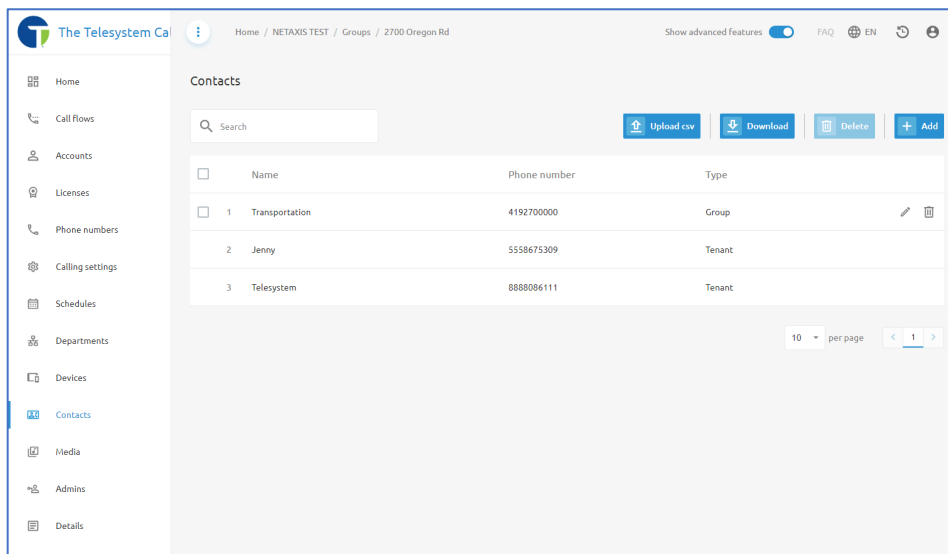 The Telesystem Cal
Home / NETAXIS TEST / Groups / 2700 Oregon Rd
Show advanced features
FAQ
EN
Home
Call flows
Accounts
Licenses
Phone numbers
Calling settings
Schedules
Departments
Devices
Contacts
Media
Admins
Details
Contacts
Search
Upload csv
Download
Delete
Add
Name Phone number Type
1 Transportation 4192700000 Group
2 Jenny 5558675309 Tenant
3 Telesystem 8888086111 Tenant
10 per page < 1 >